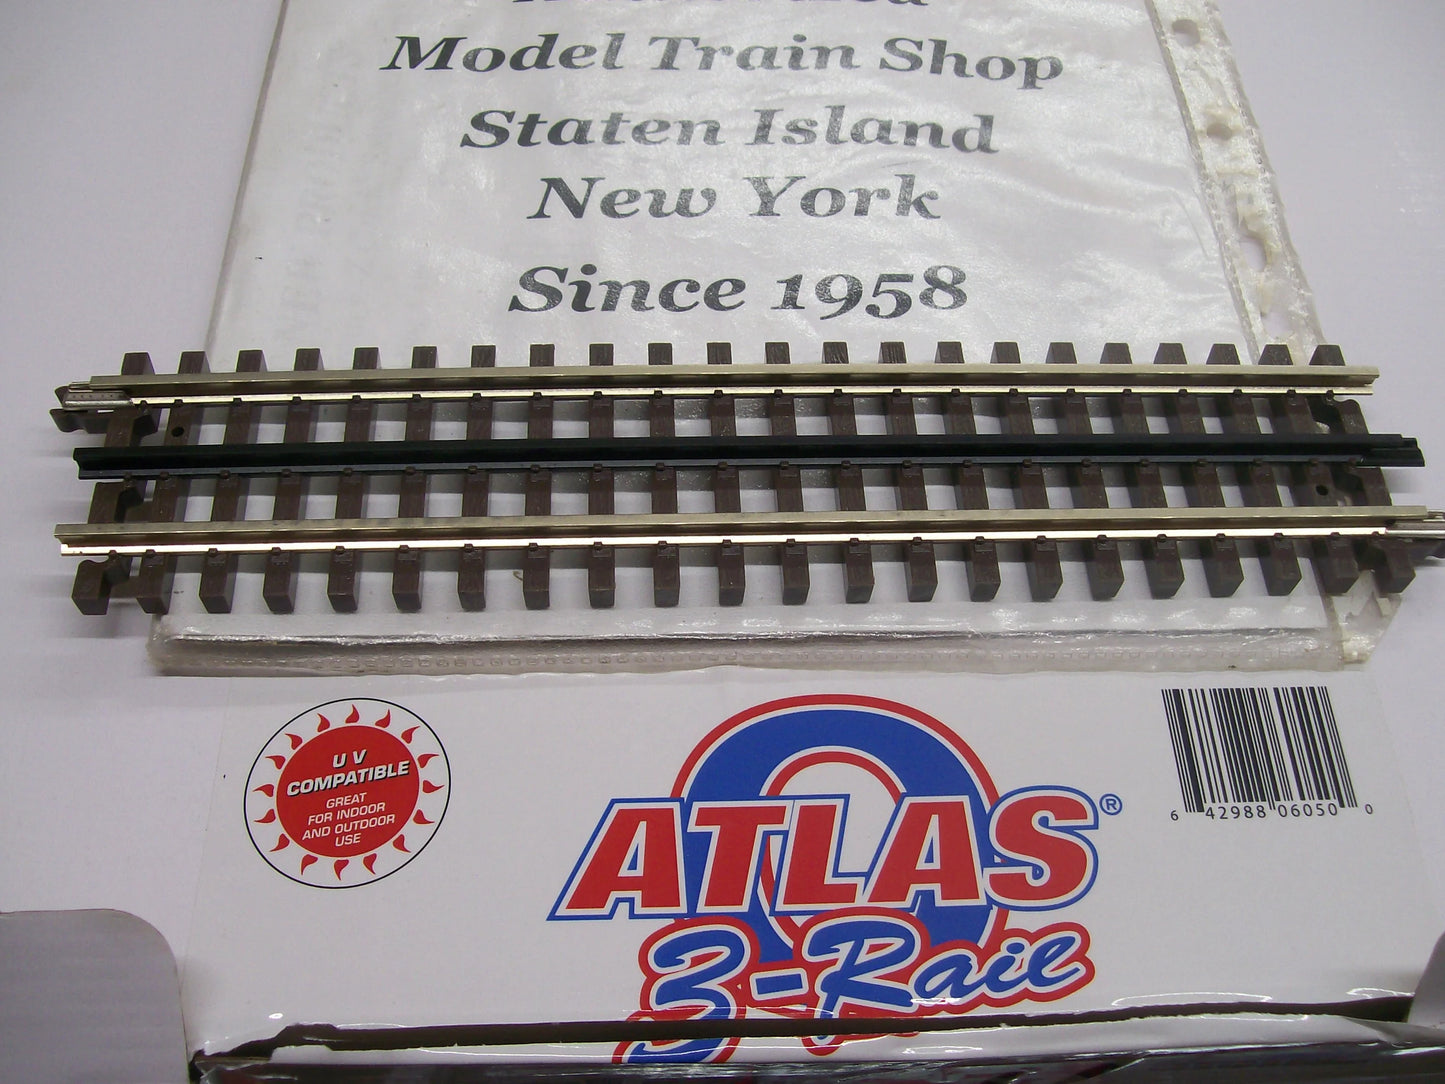 Model Train Shop
Staten Island
New York
Since 1958
UV
COMPATIBLE
GREAT
FOR INDOOR
AND OUTDOOR
USE
ATLAS®
3-Rail
6 42988 06050 0